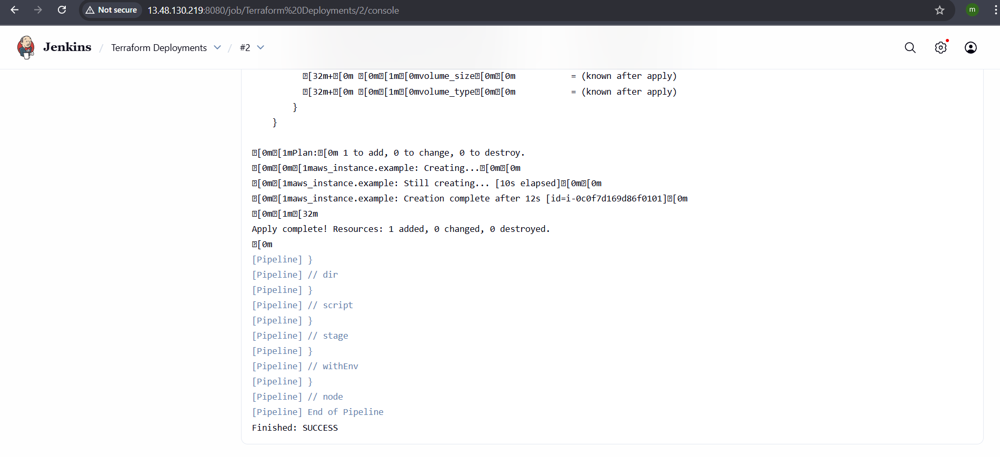 Not secure 13.48.130.219:8080/job/Terraform%20Deployments/2/console
m
Jenkins / Terraform Deployments / #2
␛[32m+␛[0m ␛[0m␛[1m␛[0mvolume_size␛[0m␛[0m = (known after apply)
␛[32m+␛[0m ␛[0m␛[1m␛[0mvolume_type␛[0m␛[0m = (known after apply)
}
}
␛[0m␛[1mPlan:␛[0m 1 to add, 0 to change, 0 to destroy.
␛[0m␛[0m␛[1maws_instance.example: Creating...␛[0m␛[0m
␛[0m␛[1maws_instance.example: Still creating... [10s elapsed]␛[0m␛[0m
␛[0m␛[1maws_instance.example: Creation complete after 12s [id=i-0c0f7d169d86f0101]␛[0m
␛[0m␛[1m␛[32m
Apply complete! Resources: 1 added, 0 changed, 0 destroyed.
␛[0m
[Pipeline] }
[Pipeline] // dir
[Pipeline] }
[Pipeline] // script
[Pipeline] }
[Pipeline] // stage
[Pipeline] }
[Pipeline] // withEnv
[Pipeline] }
[Pipeline] // node
[Pipeline] End of Pipeline
Finished: SUCCESS